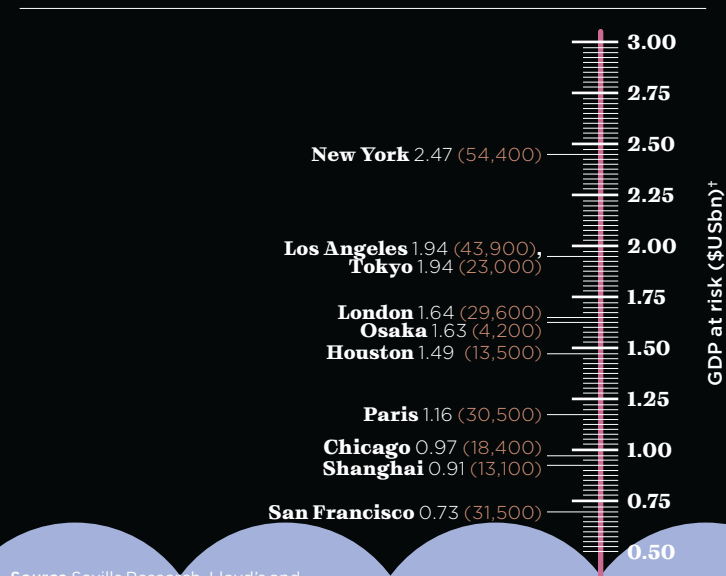 3.00
2.75
New York 2.47 (54,400)
2.50
2.25
Los Angeles 1.94 (43,900),
Tokyo 1.94 (23,000)
2.00
1.75
London 1.64 (29,600)
Osaka 1.63 (4,200)
Houston 1.49 (13,500)
1.50
1.25
Paris 1.16 (30,500)
Chicago 0.97 (18,400)
Shanghai 0.91 (13,100)
1.00
0.75
San Francisco 0.73 (31,500)
0.50
GDP at risk ($USbn)†
Source Savills Research, Lloyd's and